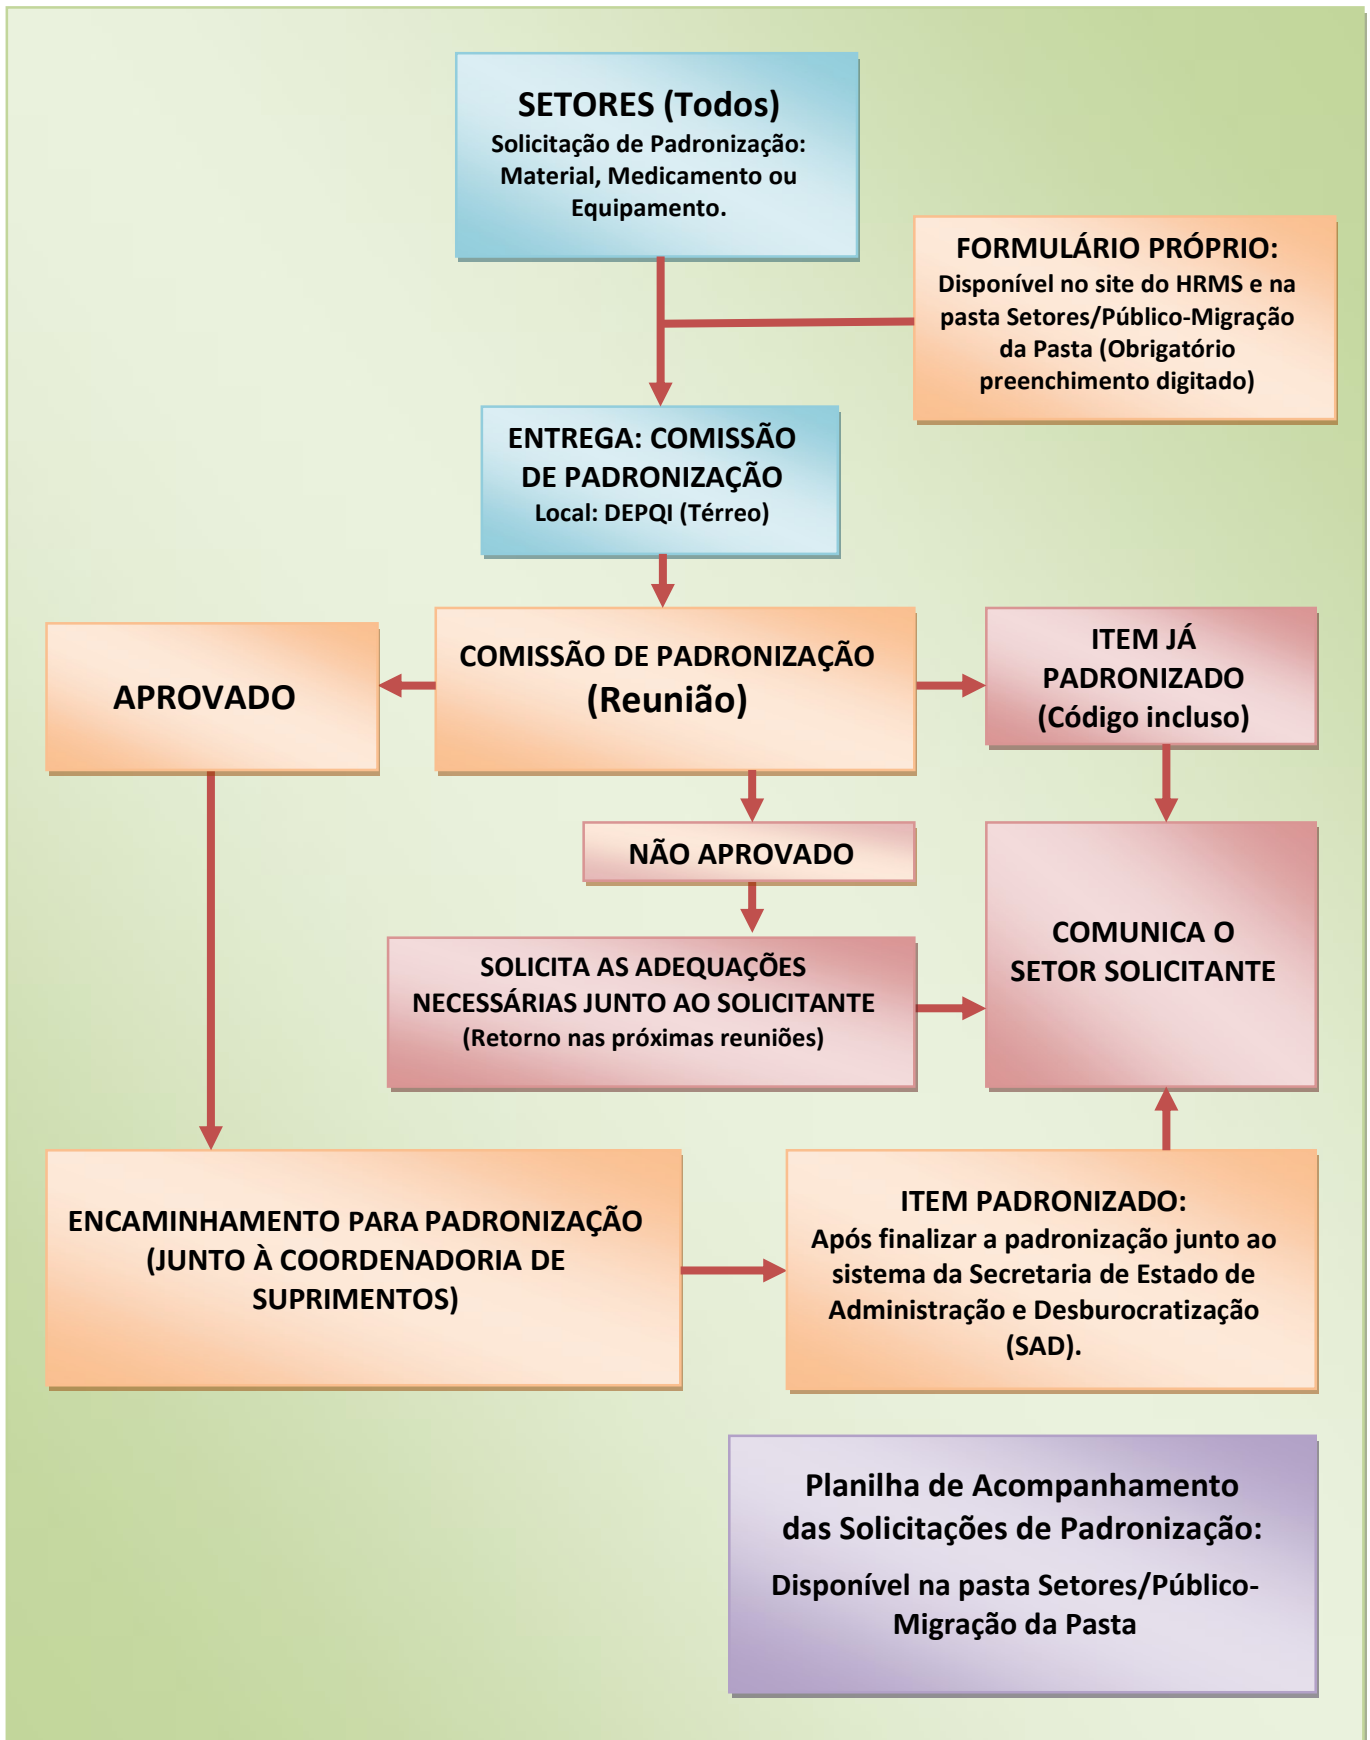 SETORES (Todos)
Solicitação de Padronização:
Material, Medicamento ou
Equipamento.
FORMULÁRIO PRÓPRIO:
Disponível no site do HRMS e na
pasta Setores/Público-Migração
da Pasta (Obrigatório
preenchimento digitado)
ENTREGA: COMISSÃO
DE PADRONIZAÇÃO
Local: DEPQI (Térreo)
APROVADO
COMISSÃO DE PADRONIZAÇÃO
(Reunião)
ITEM JÁ
PADRONIZADO
(Código incluso)
NÃO APROVADO
SOLICITA AS ADEQUAÇÕES
NECESSÁRIAS JUNTO AO SOLICITANTE
(Retorno nas próximas reuniões)
COMUNICA O
SETOR SOLICITANTE
ENCAMINHAMENTO PARA PADRONIZAÇÃO
(JUNTO À COORDENADORIA DE
SUPRIMENTOS)
ITEM PADRONIZADO:
Após finalizar a padronização junto ao
sistema da Secretaria de Estado de
Administração e Desburocratização
(SAD).
Planilha de Acompanhamento
das Solicitações de Padronização:
Disponível na pasta Setores/Público-
Migração da Pasta